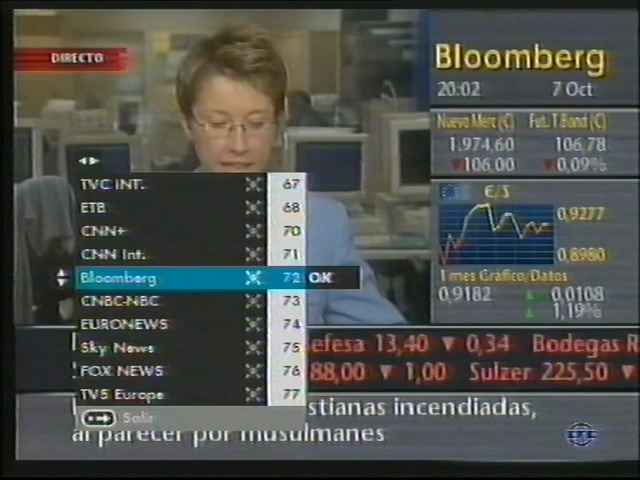 DIRECTO
Bloomberg
20:02 7 Oct
Nuevo Merc (C) Fut. T.Bond (C)
1.974,60 106,78
▼106,00 ▼0,09%
€/$
0,9277
0,8980
1 mes Gráfico/Datos
0,9182 ▲ 0,0108
▲ 1,19%
TVC INT. 67
ETB 68
CNN+ 70
CNN Int. 71
Bloomberg 72 OK
CNBC-NBC 73
EURONEWS 74
Sky News 75
FOX NEWS 76
TV5 Europe 77
Salir
efesa 13,40 ▼ 0,34 Bodegas R
88,00 ▼ 1,00 Sulzer 225,50 ▼
stianas incendiadas,
al parecer por musulmanes